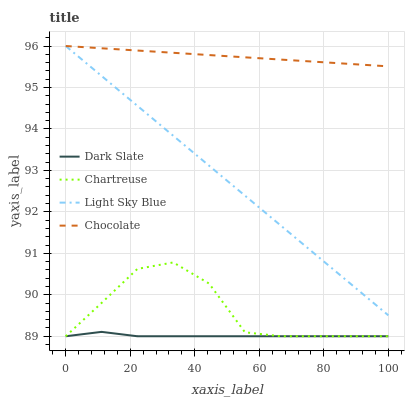 title
96
95
94
93
92
91
90
89
yaxis_label
Dark Slate
Chartreuse
Light Sky Blue
Chocolate
0 20 40 60 80 100
xaxis_label